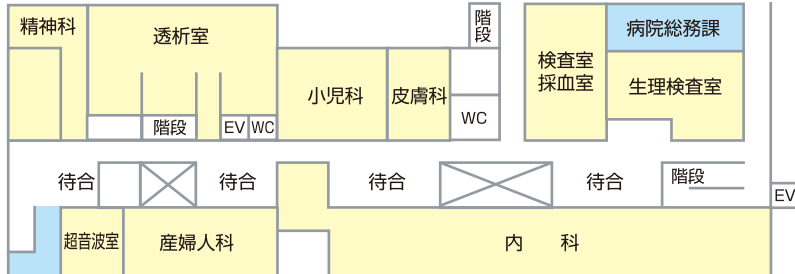 精神科
透析室
階段
EV
WC
小児科
皮膚科
階段
WC
検査室
採血室
病院総務課
生理検査室
待合
待合
待合
待合
階段
EV
超音波室
産婦人科
内　科